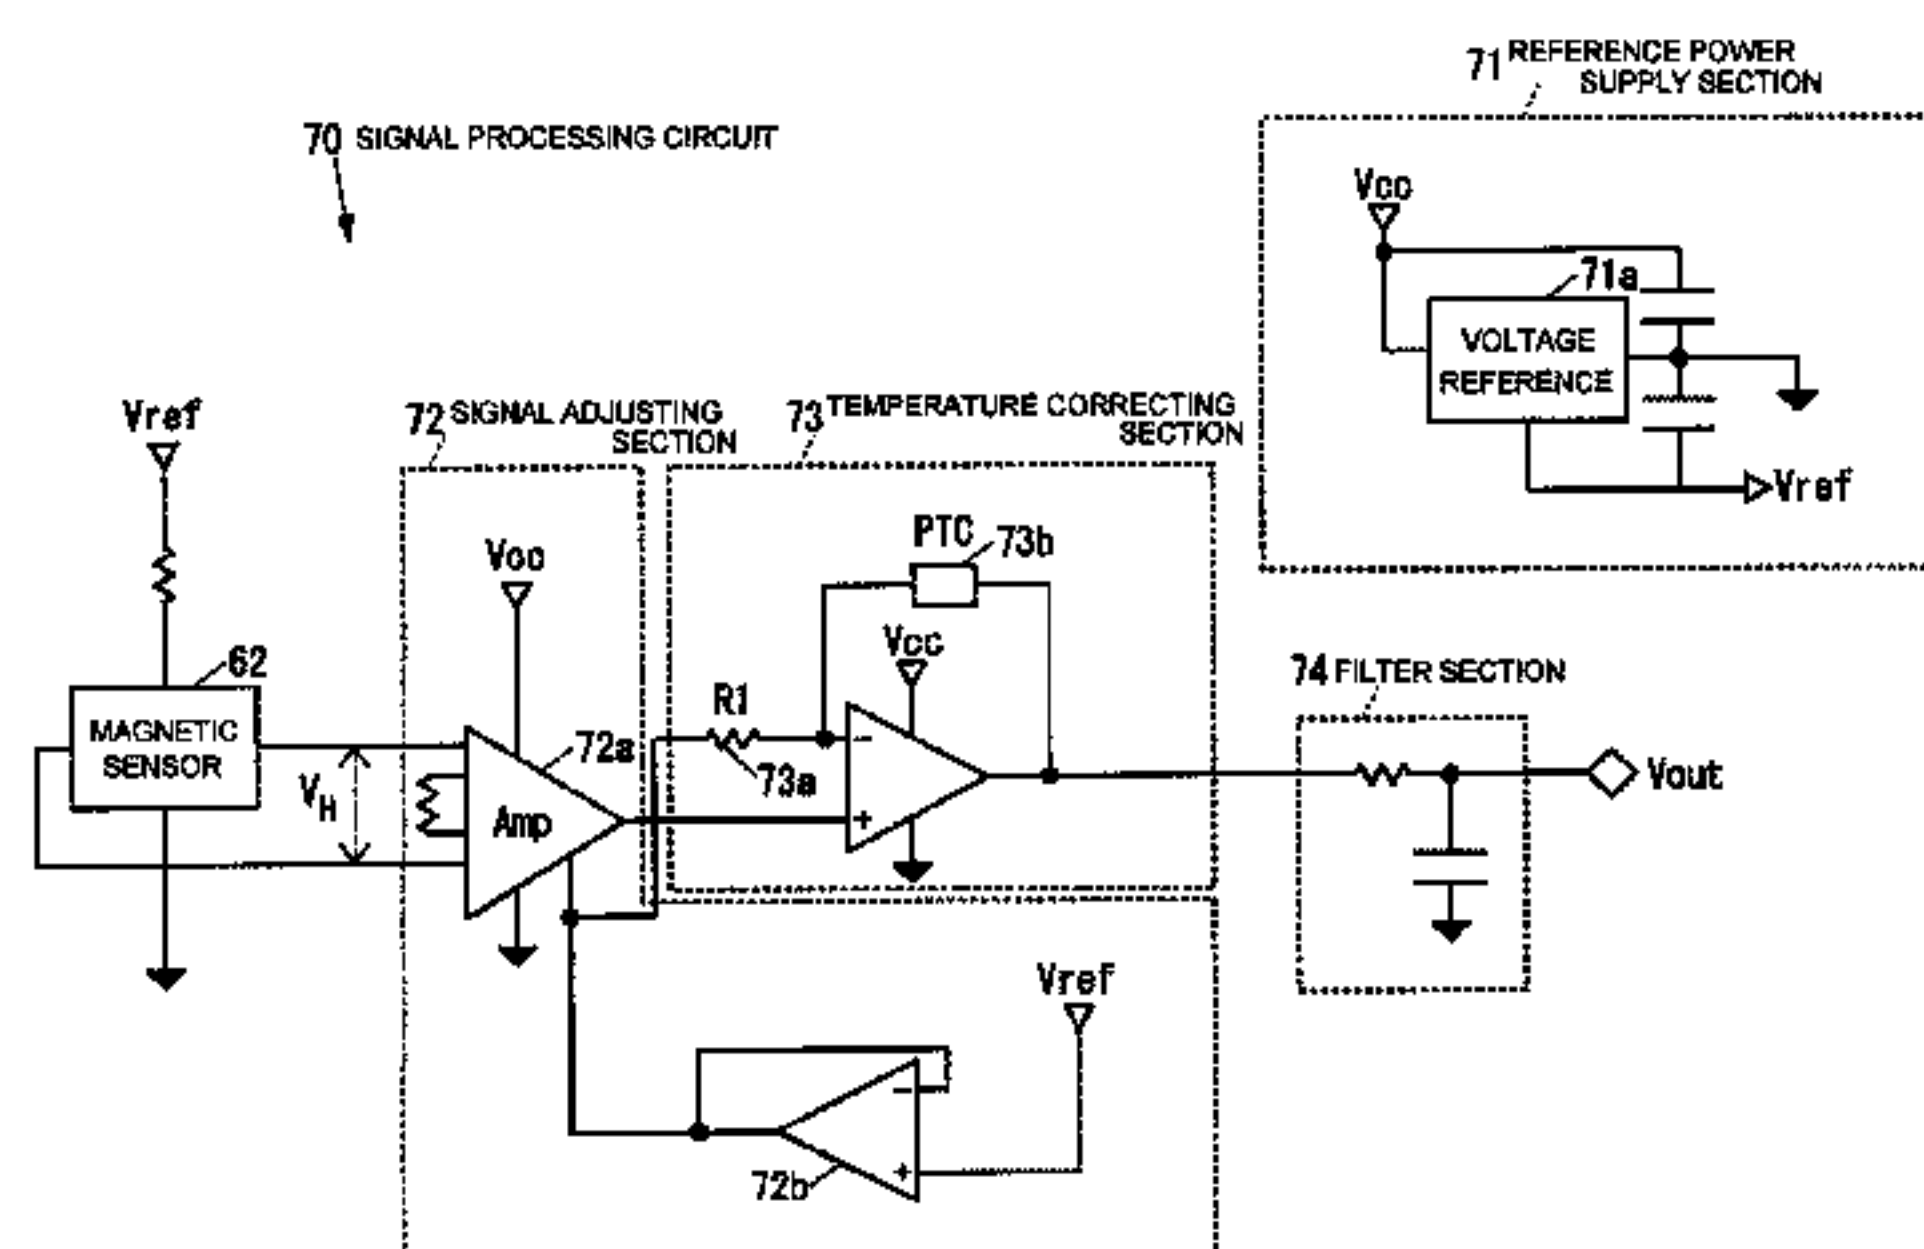 71 REFERENCE POWER
SUPPLY SECTION
70 SIGNAL PROCESSING CIRCUIT
Vcc
71a
VOLTAGE
REFERENCE
Vref
Vref
72 SIGNAL ADJUSTING
SECTION
73 TEMPERATURE CORRECTING
SECTION
PTC
73b
Vcc
Vcc
62
MAGNETIC
SENSOR
VH
72a
Amp
R1
73a
-
+
74 FILTER SECTION
Vout
Vref
-
+
72b